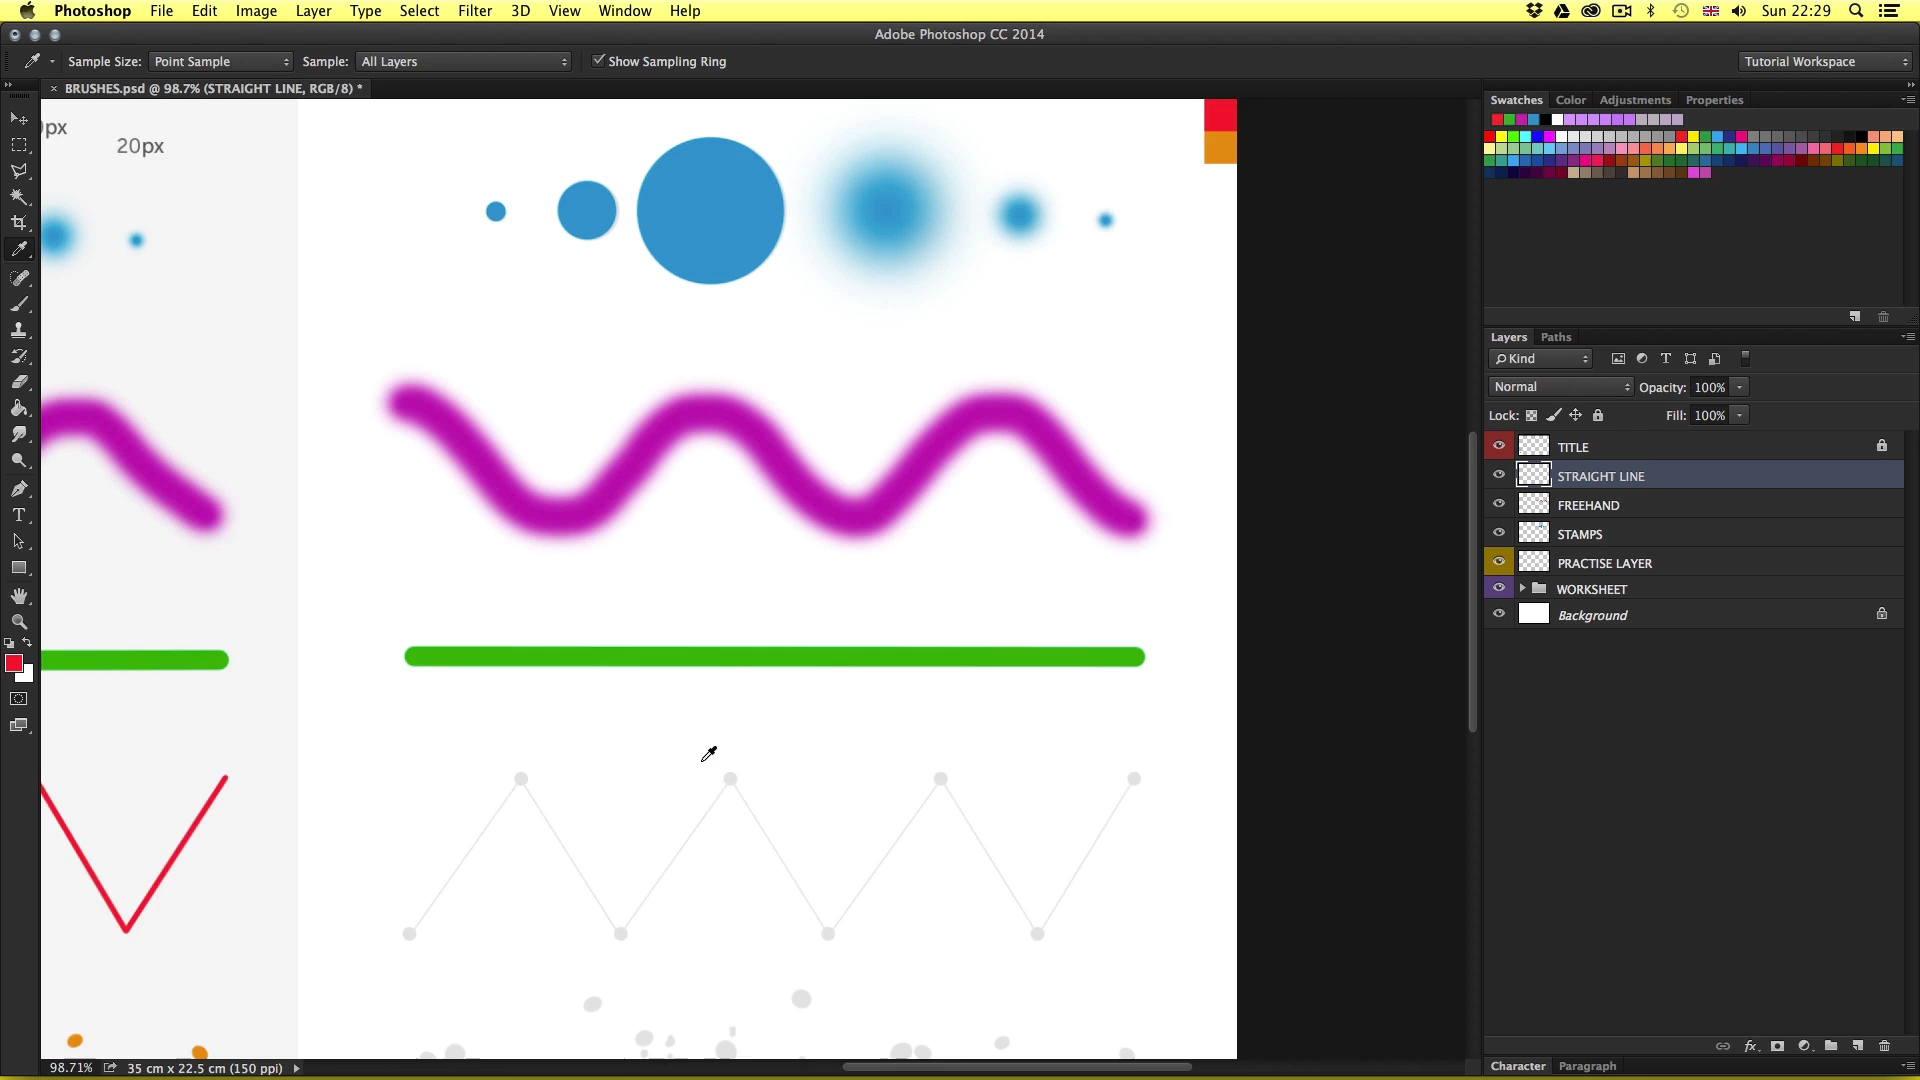 Photoshop File Edit Image Layer Type Select Filter 3D View Window Help Sun 22:29
Adobe Photoshop CC 2014
Sample Size: Point Sample Sample: All Layers Show Sampling Ring Tutorial Workspace
BRUSHES.psd @ 98.7% (STRAIGHT LINE, RGB/8) *
Swatches Color Adjustments Properties
px
20px
Layers Paths
Kind
Normal Opacity: 100%
Lock: Fill: 100%
TITLE
STRAIGHT LINE
FREEHAND
STAMPS
PRACTISE LAYER
WORKSHEET
Background
98.71% 35 cm x 22.5 cm (150 ppi)
Character Paragraph